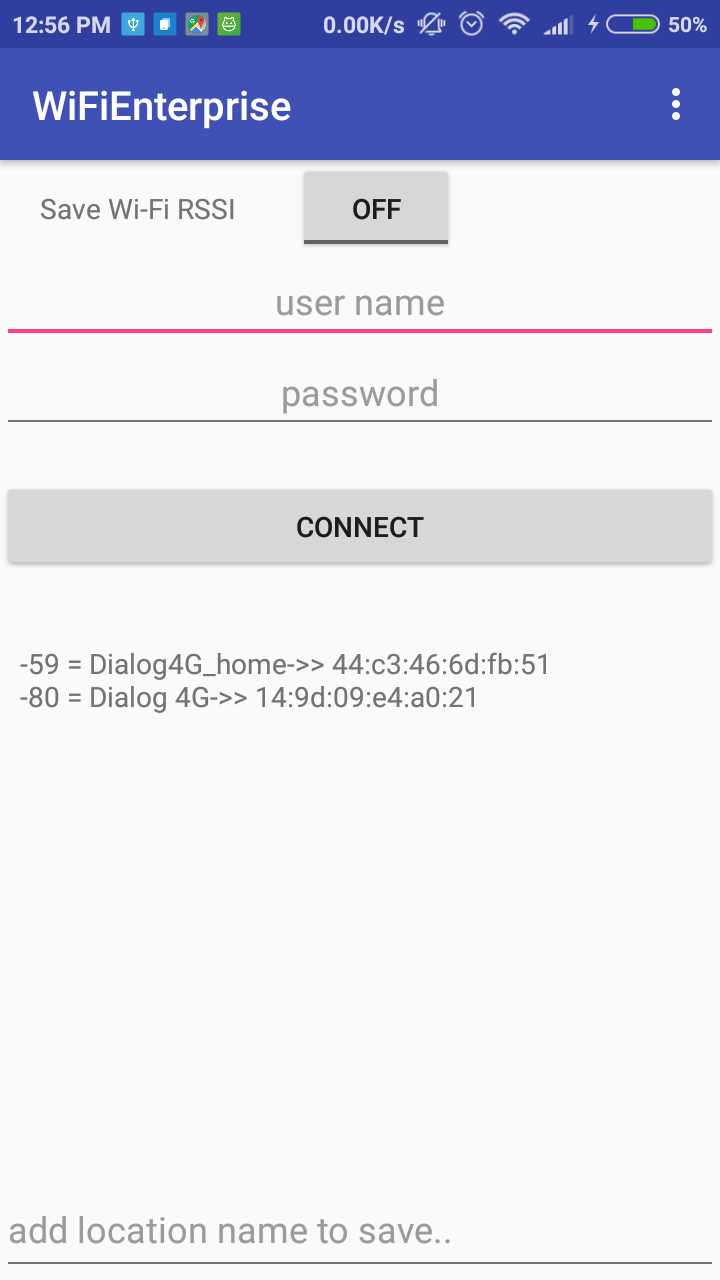 12:56 PM 0.00K/s 50%
WiFiEnterprise
Save Wi-Fi RSSI OFF
user name
password
CONNECT
-59 = Dialog4G_home->> 44:c3:46:6d:fb:51
-80 = Dialog 4G->> 14:9d:09:e4:a0:21
add location name to save..